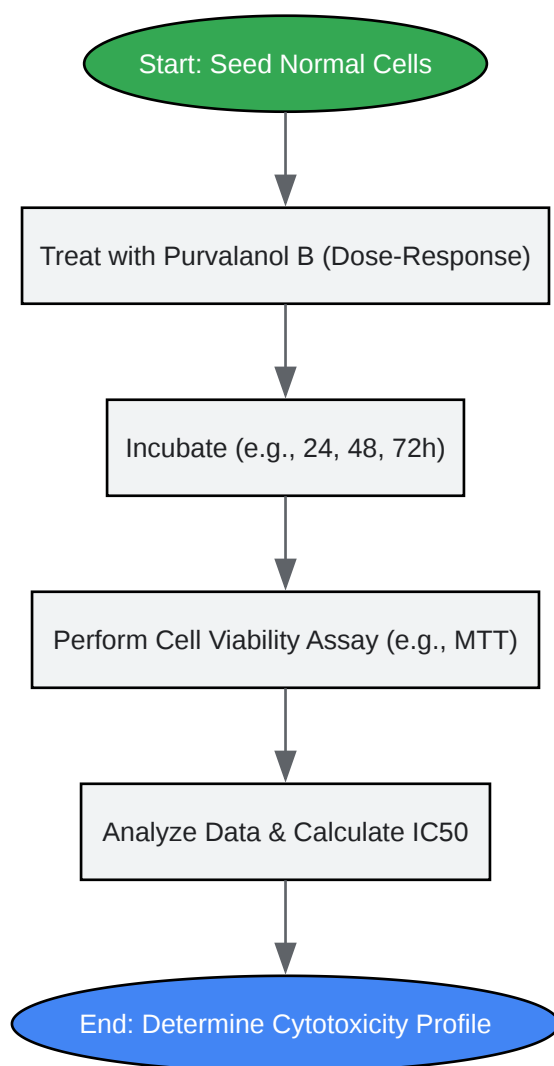 Start: Seed Normal Cells
Treat with Purvalanol B (Dose-Response)
Incubate (e.g., 24, 48, 72h)
Perform Cell Viability Assay (e.g., MTT)
Analyze Data & Calculate IC50
End: Determine Cytotoxicity Profile